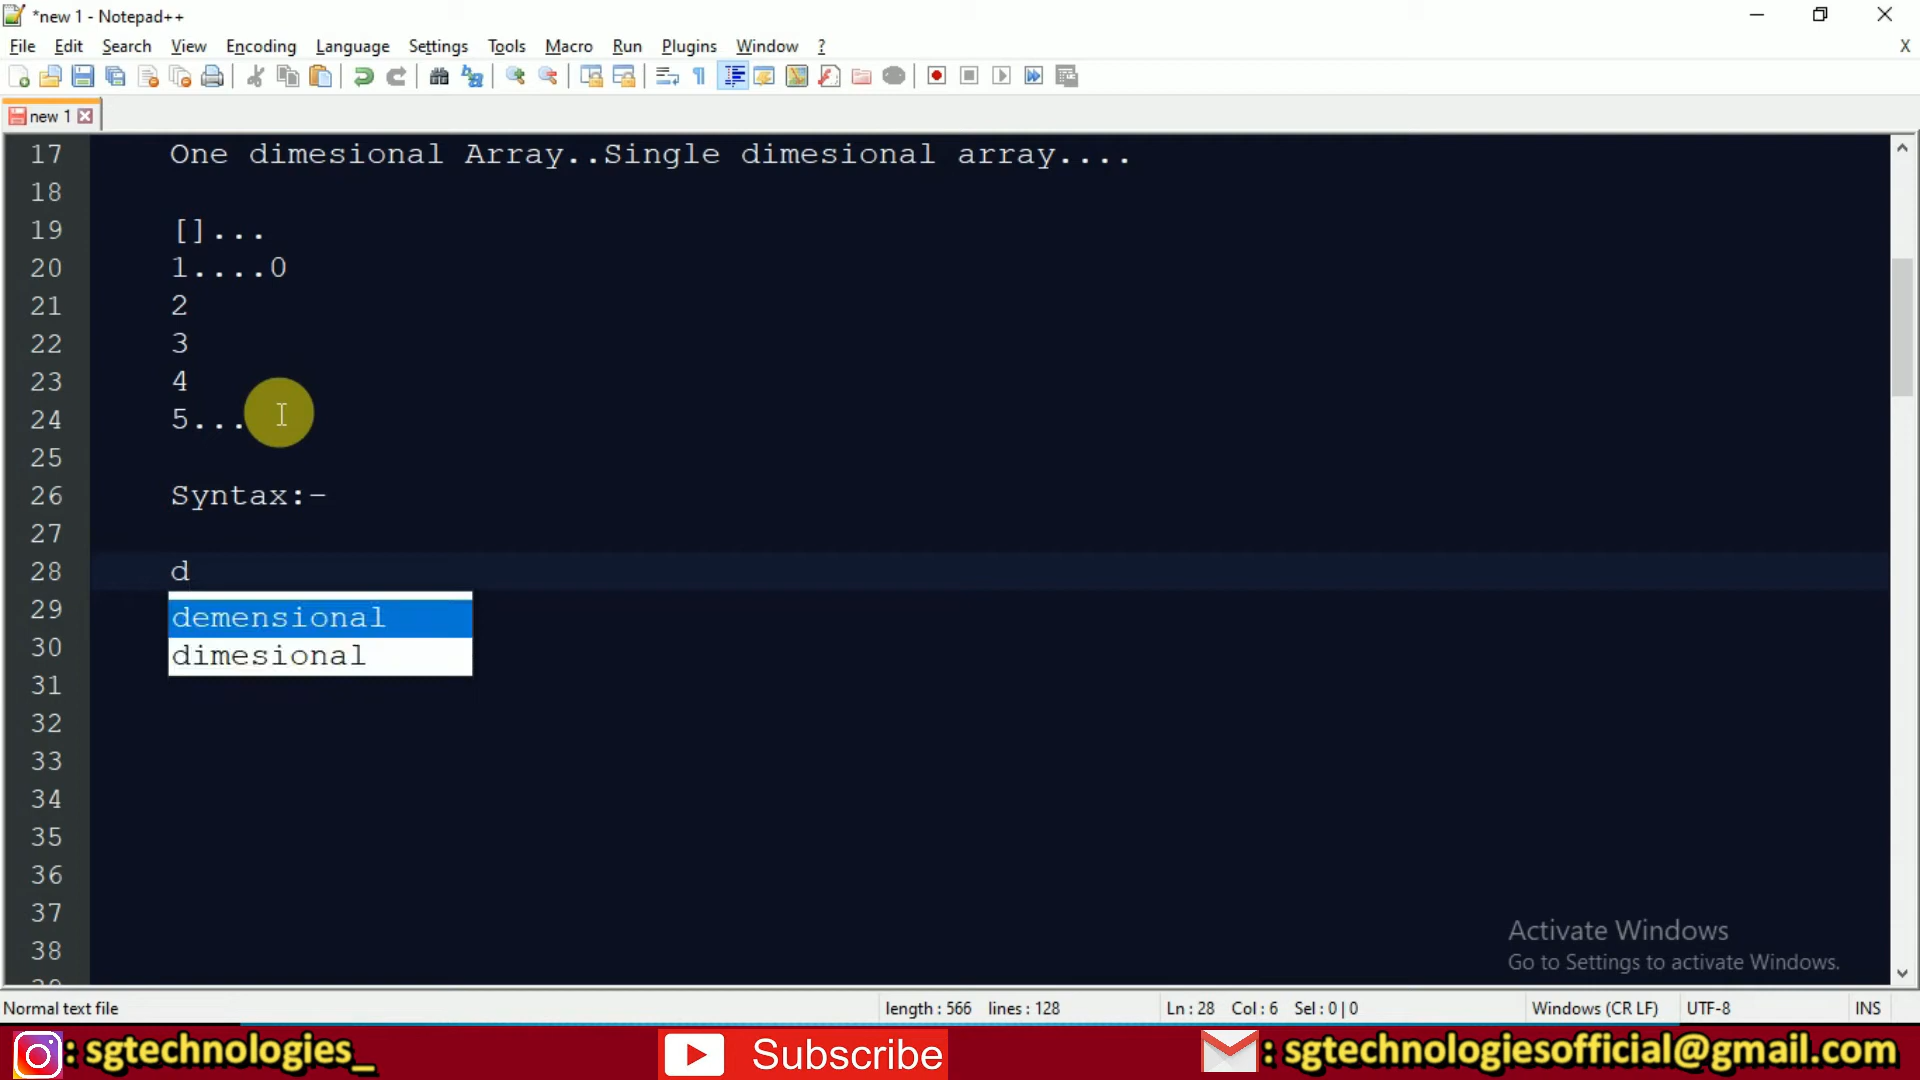 *new 1 - Notepad++
File Edit Search View Encoding Language Settings Tools Macro Run Plugins Window ? X
new 1
17 One dimesional Array..Single dimesional array....
18
19 []...
20 1....0
21 2
22 3
23 4
24 5...
25
26 Syntax:-
27
28 d
29 demensional
30 dimesional
31
32
33
34
35
36
37
38
Activate Windows
Go to Settings to activate Windows.
Normal text file length : 566 lines : 128 Ln : 28 Col : 6 Sel : 0 | 0 Windows (CR LF) UTF-8 INS
: sgtechnologies_ Subscribe : sgtechnologiesofficial@gmail.com